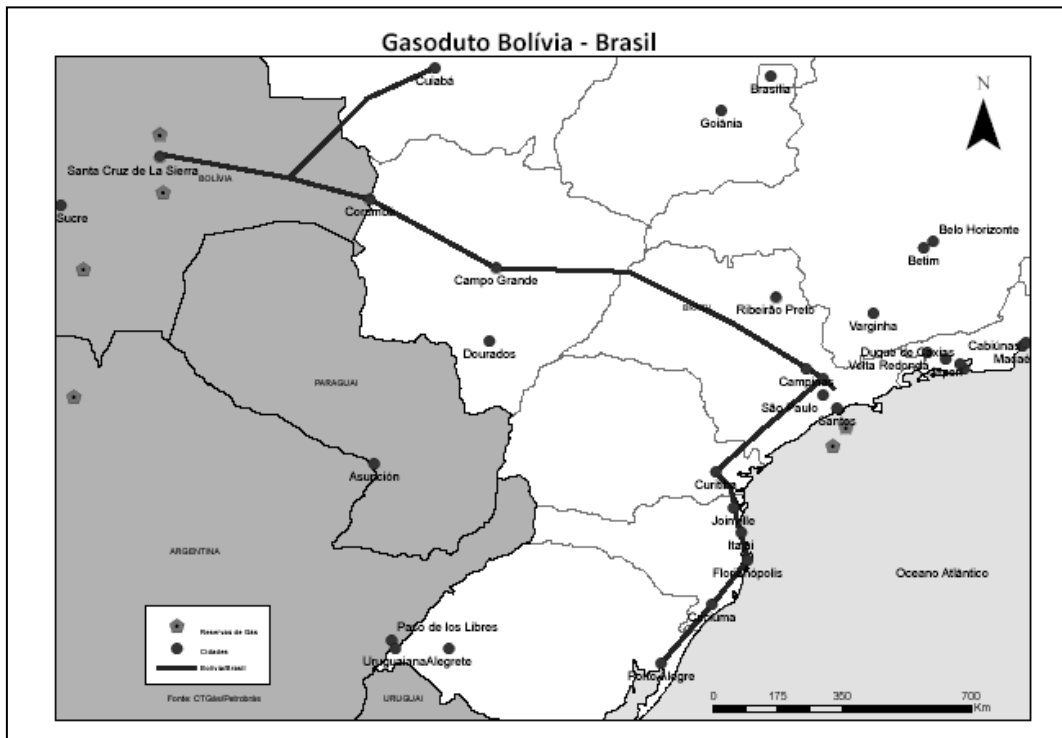 Gasoduto Bolívia - Brasil
Cuiabá
Brasília
N
Goiânia
Santa Cruz de La Sierra
BOLÍVIA
Sucre
Corumbá
Belo Horizonte
Betim
Campo Grande
Ribeirão Preto
Varginha
Dourados
Duque de Caxias
Cabiúnas
Volta Redonda
Macaé
PARAGUAI
Campinas
São Paulo
Santos
Asunción
Curitiba
Joinville
Itajaí
ARGENTINA
Florianópolis
Oceano Atlântico
Criciúma
Reservas de Gás
Cidades
Bolívia/Brasil
Paso de los Libres
Uruguaiana
Alegrete
Porto Alegre
Fonte: CTGás/Petrobrás
URUGUAI
0 175 350 700
Km